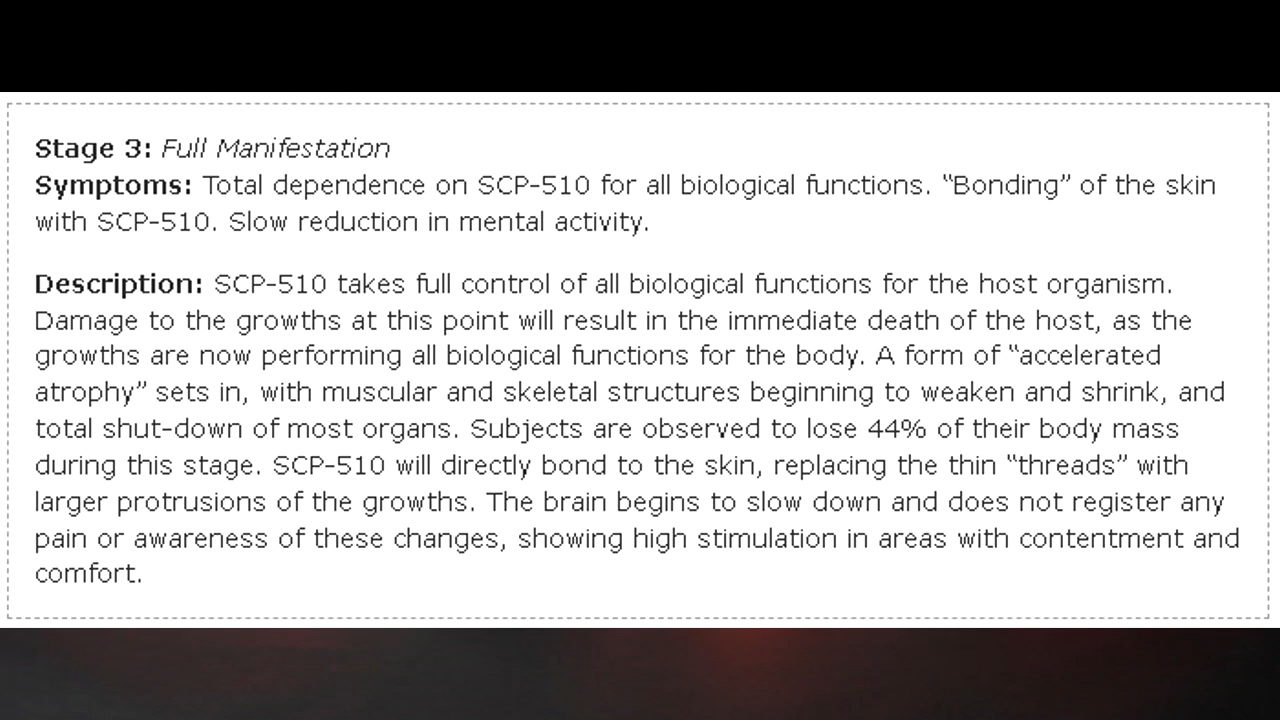 Stage 3: Full Manifestation
Symptoms: Total dependence on SCP-510 for all biological functions. “Bonding” of the skin
with SCP-510. Slow reduction in mental activity.
Description: SCP-510 takes full control of all biological functions for the host organism.
Damage to the growths at this point will result in the immediate death of the host, as the
growths are now performing all biological functions for the body. A form of “accelerated
atrophy” sets in, with muscular and skeletal structures beginning to weaken and shrink, and
total shut-down of most organs. Subjects are observed to lose 44% of their body mass
during this stage. SCP-510 will directly bond to the skin, replacing the thin “threads” with
larger protrusions of the growths. The brain begins to slow down and does not register any
pain or awareness of these changes, showing high stimulation in areas with contentment and
comfort.